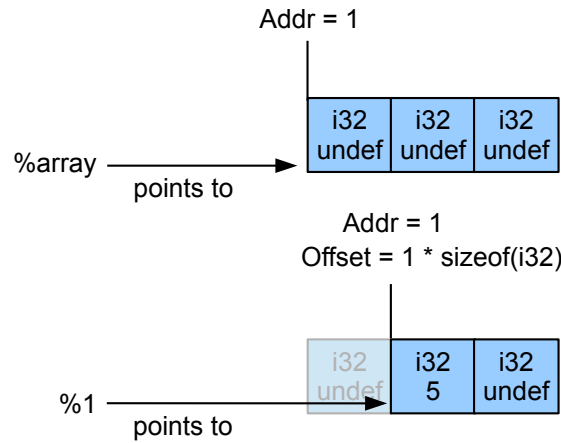 Addr = 1
i32 i32 i32
undef undef undef
%array
points to
Addr = 1
Offset = 1 * sizeof(i32)
i32 i32 i32
undef 5 undef
%1
points to